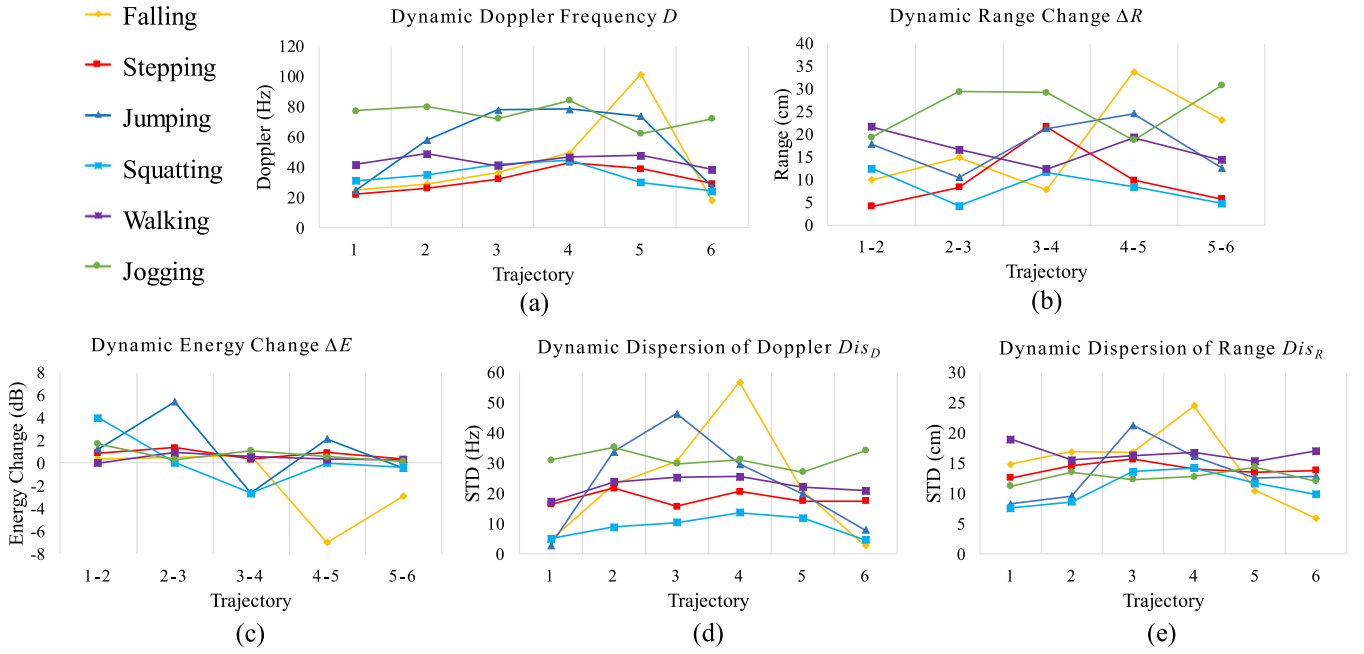 Falling
Stepping
Jumping
Squatting
Walking
Jogging
Dynamic Doppler Frequency D
Doppler (Hz)
120
100
80
60
40
20
0
1 2 3 4 5 6
Trajectory
(a)
Dynamic Range Change ΔR
Range (cm)
40
35
30
25
20
15
10
5
0
1-2 2-3 3-4 4-5 5-6
Trajectory
(b)
Dynamic Energy Change ΔE
Energy Change (dB)
8
6
4
2
0
-2
-4
-6
-8
1-2 2-3 3-4 4-5 5-6
Trajectory
(c)
Dynamic Dispersion of Doppler Dis_D
STD (Hz)
60
50
40
30
20
10
0
1 2 3 4 5 6
Trajectory
(d)
Dynamic Dispersion of Range Dis_R
STD (cm)
30
25
20
15
10
5
0
1 2 3 4 5 6
Trajectory
(e)